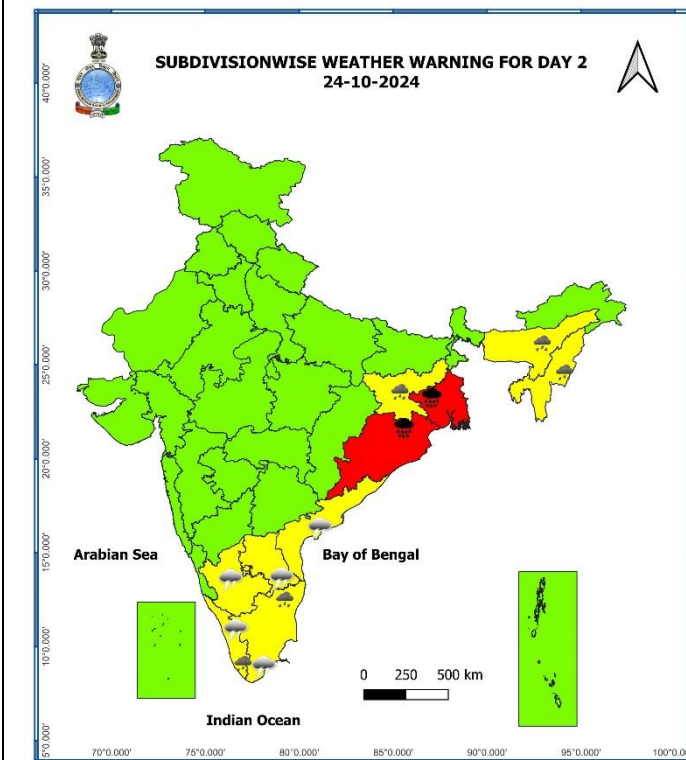 SUBDIVISIONWISE WEATHER WARNING FOR DAY 2
24-10-2024
40°0.000'
35°0.000'
30°0.000'
25°0.000'
20°0.000'
15°0.000'
10°0.000'
5°0.000'
Arabian Sea
Bay of Bengal
0 250 500 km
Indian Ocean
70°0.000' 75°0.000' 80°0.000' 85°0.000' 90°0.000' 95°0.000' 100°0.00